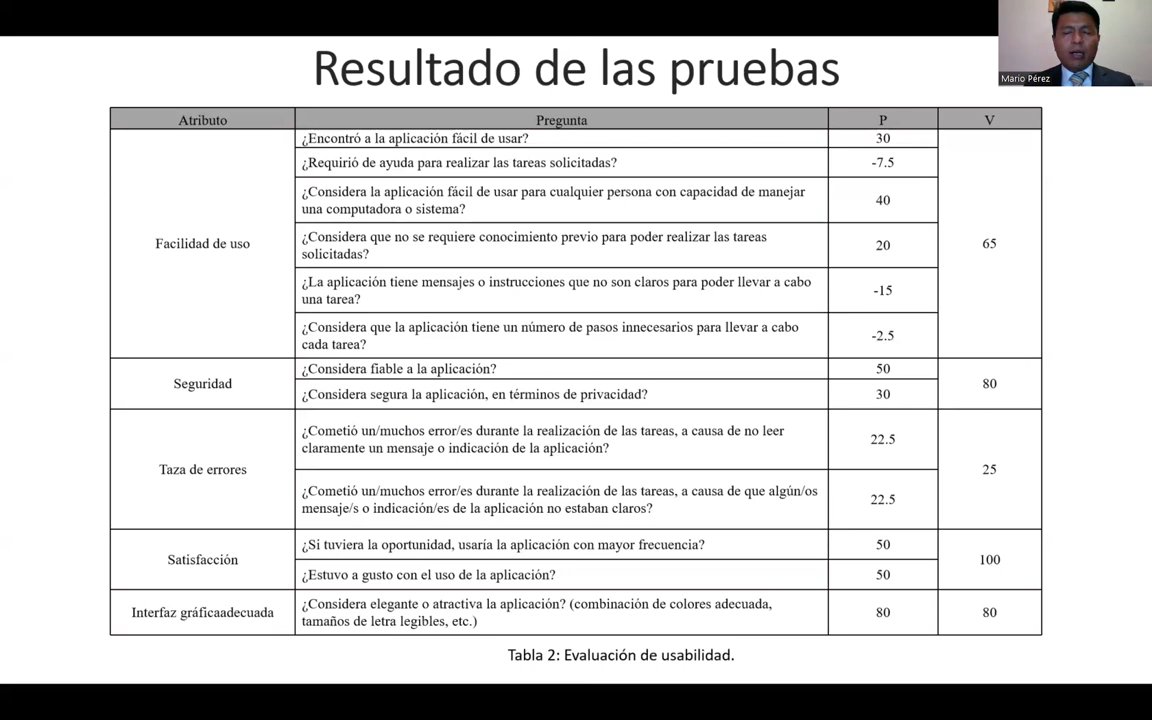 Resultado de las pruebas
Mario Pérez
Atributo Pregunta P V
Facilidad de uso
¿Encontró a la aplicación fácil de usar? 30
¿Requirió de ayuda para realizar las tareas solicitadas? -7.5
¿Considera la aplicación fácil de usar para cualquier persona con capacidad de manejar
una computadora o sistema?
40
¿Considera que no se requiere conocimiento previo para poder realizar las tareas
solicitadas?
20
¿La aplicación tiene mensajes o instrucciones que no son claros para poder llevar a cabo
una tarea?
-15
¿Considera que la aplicación tiene un número de pasos innecesarios para llevar a cabo
cada tarea?
-2.5
65
Seguridad
¿Considera fiable a la aplicación? 50
¿Considera segura la aplicación, en términos de privacidad? 30
80
Taza de errores
¿Cometió un/muchos error/es durante la realización de las tareas, a causa de no leer
claramente un mensaje o indicación de la aplicación?
22.5
¿Cometió un/muchos error/es durante la realización de las tareas, a causa de que algún/os
mensaje/s o indicación/es de la aplicación no estaban claros?
22.5
25
Satisfacción
¿Si tuviera la oportunidad, usaría la aplicación con mayor frecuencia? 50
¿Estuvo a gusto con el uso de la aplicación? 50
100
Interfaz gráficaadecuada
¿Considera elegante o atractiva la aplicación? (combinación de colores adecuada,
tamaños de letra legibles, etc.)
80
80
Tabla 2: Evaluación de usabilidad.